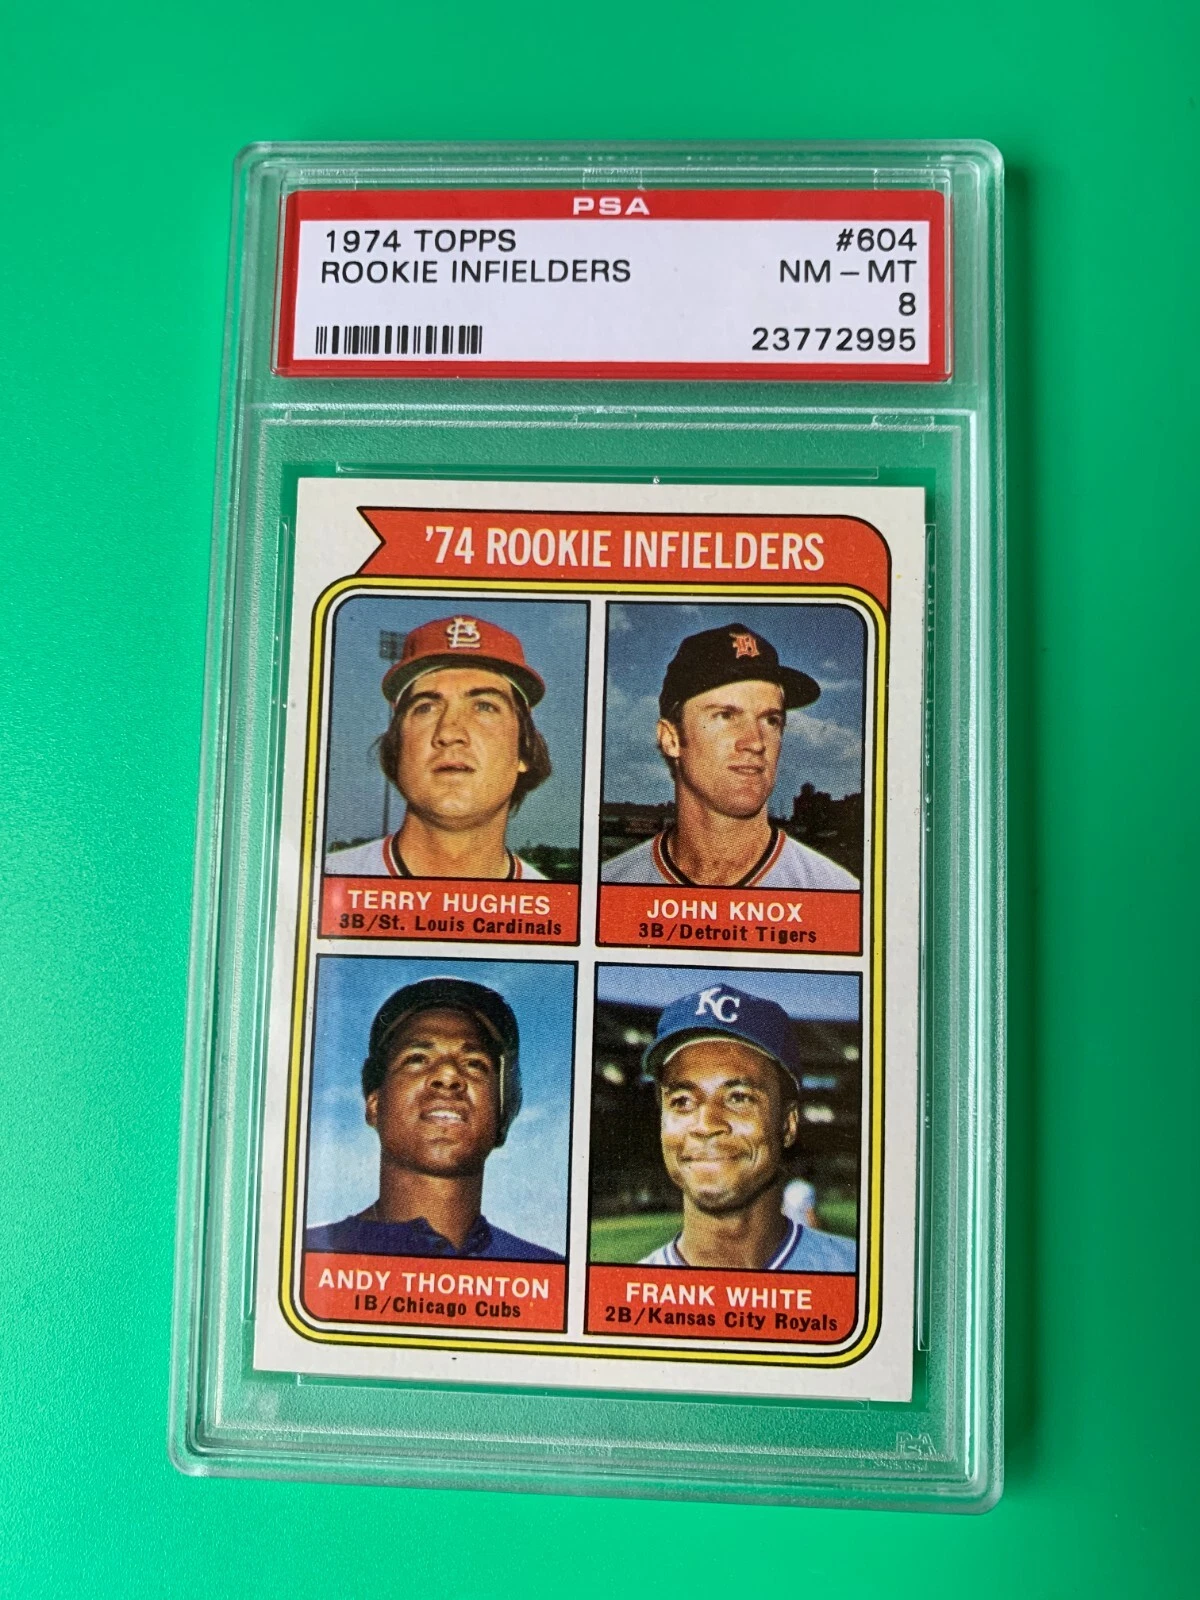 PSA
1974 TOPPS #604
ROOKIE INFIELDERS NM - MT
8
23772995
'74 ROOKIE INFIELDERS
TERRY HUGHES
3B/St. Louis Cardinals
JOHN KNOX
3B/Detroit Tigers
KC
ANDY THORNTON
1B/Chicago Cubs
FRANK WHITE
2B/Kansas City Royals